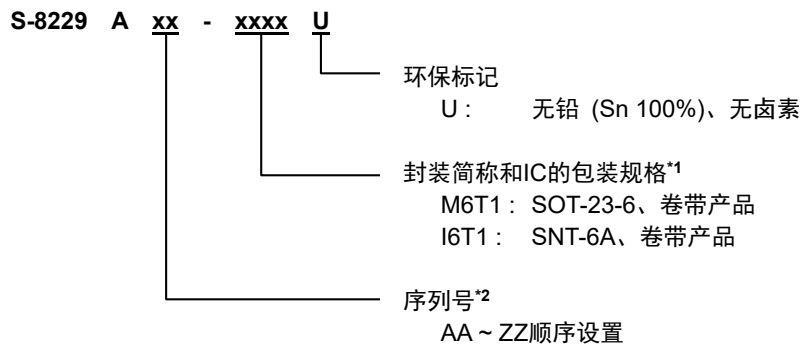 S-8229 A xx - xxxx U
环保标记
U : 无铅 (Sn 100%)、无卤素
封装简称和IC的包装规格*1
M6T1 : SOT-23-6、卷带产品
I6T1 : SNT-6A、卷带产品
序列号*2
AA ~ ZZ顺序设置